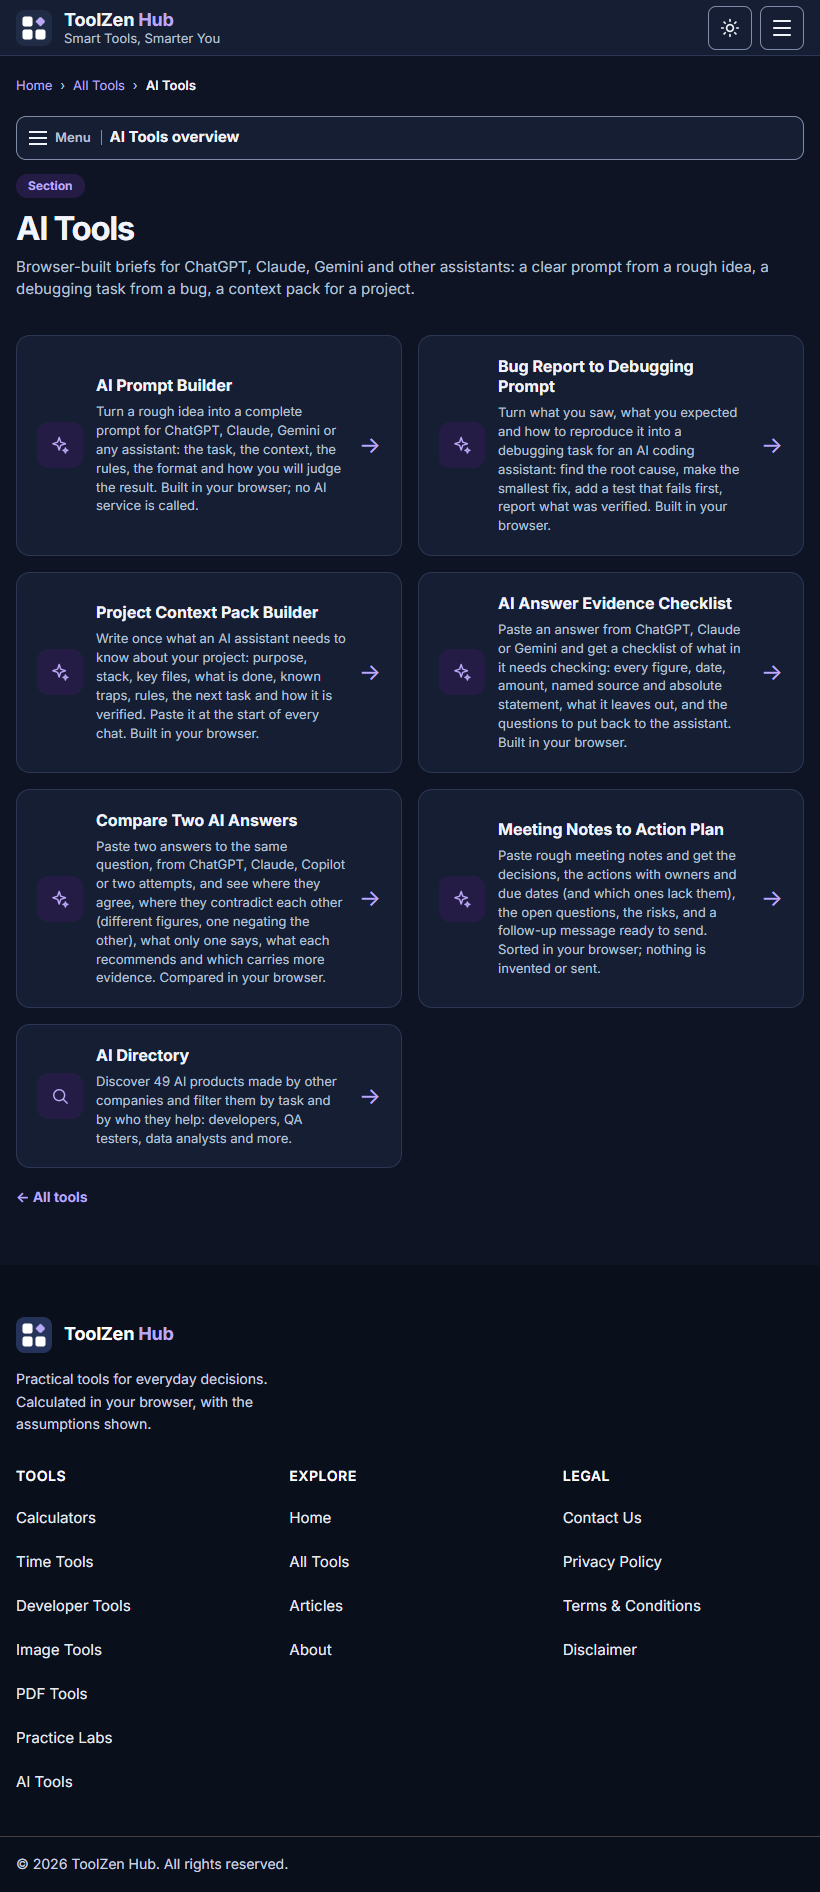 ToolZen Hub
Smart Tools, Smarter You
Home › All Tools › AI Tools
Menu | AI Tools overview
Section
AI Tools
Browser-built briefs for ChatGPT, Claude, Gemini and other assistants: a clear prompt from a rough idea, a
debugging task from a bug, a context pack for a project.
AI Prompt Builder
Turn a rough idea into a complete
prompt for ChatGPT, Claude, Gemini or
any assistant: the task, the context, the
rules, the format and how you will judge
the result. Built in your browser; no AI
service is called.
→
Bug Report to Debugging
Prompt
Turn what you saw, what you expected
and how to reproduce it into a
debugging task for an AI coding
assistant: find the root cause, make the
smallest fix, add a test that fails first,
report what was verified. Built in your
browser.
→
Project Context Pack Builder
Write once what an AI assistant needs to
know about your project: purpose,
stack, key files, what is done, known
traps, rules, the next task and how it is
verified. Paste it at the start of every
chat. Built in your browser.
→
AI Answer Evidence Checklist
Paste an answer from ChatGPT, Claude
or Gemini and get a checklist of what in
it needs checking: every figure, date,
amount, named source and absolute
statement, what it leaves out, and the
questions to put back to the assistant.
Built in your browser.
→
Compare Two AI Answers
Paste two answers to the same
question, from ChatGPT, Claude, Copilot
or two attempts, and see where they
agree, where they contradict each other
(different figures, one negating the
other), what only one says, what each
recommends and which carries more
evidence. Compared in your browser.
→
Meeting Notes to Action Plan
Paste rough meeting notes and get the
decisions, the actions with owners and
due dates (and which ones lack them),
the open questions, the risks, and a
follow-up message ready to send.
Sorted in your browser; nothing is
invented or sent.
→
AI Directory
Discover 49 AI products made by other
companies and filter them by task and
by who they help: developers, QA
testers, data analysts and more.
→
← All tools
ToolZen Hub
Practical tools for everyday decisions.
Calculated in your browser, with the
assumptions shown.
TOOLS
Calculators
Time Tools
Developer Tools
Image Tools
PDF Tools
Practice Labs
AI Tools
EXPLORE
Home
All Tools
Articles
About
LEGAL
Contact Us
Privacy Policy
Terms & Conditions
Disclaimer
© 2026 ToolZen Hub. All rights reserved.